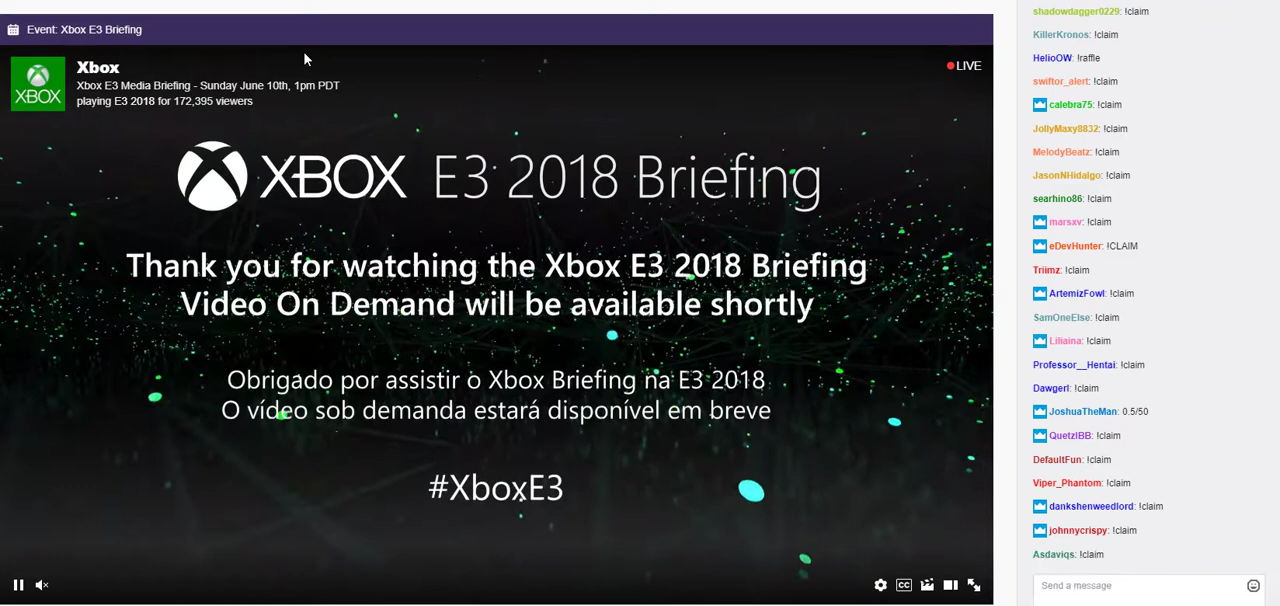 Event: Xbox E3 Briefing
Xbox
Xbox E3 Media Briefing - Sunday June 10th, 1pm PDT
playing E3 2018 for 172,395 viewers
XBOX
LIVE
XBOX E3 2018 Briefing
Thank you for watching the Xbox E3 2018 Briefing
Video On Demand will be available shortly
Obrigado por assistir o Xbox Briefing na E3 2018
O vídeo sob demanda estará disponível em breve
#XboxE3
CC
shadowdagger0229: !claim
KillerKronos: !claim
HelioOW: !raffle
swiftor_alert: !claim
calebra75: !claim
JollyMaxy8832: !claim
MelodyBeatz: !claim
JasonNHidalgo: !claim
searhino86: !claim
marsxv: !claim
eDevHunter: !CLAIM
Triimz: !claim
ArtemizFowl: !claim
SamOneElse: !claim
Liliaina: !claim
Professor__Hentai: !claim
Dawgerl: !claim
JoshuaTheMan: 0.5/50
QuetzlBB: !claim
DefaultFun: !claim
Viper_Phantom: !claim
dankshenweedlord: !claim
johnnycrispy: !claim
Asdaviqs: !claim
Send a message